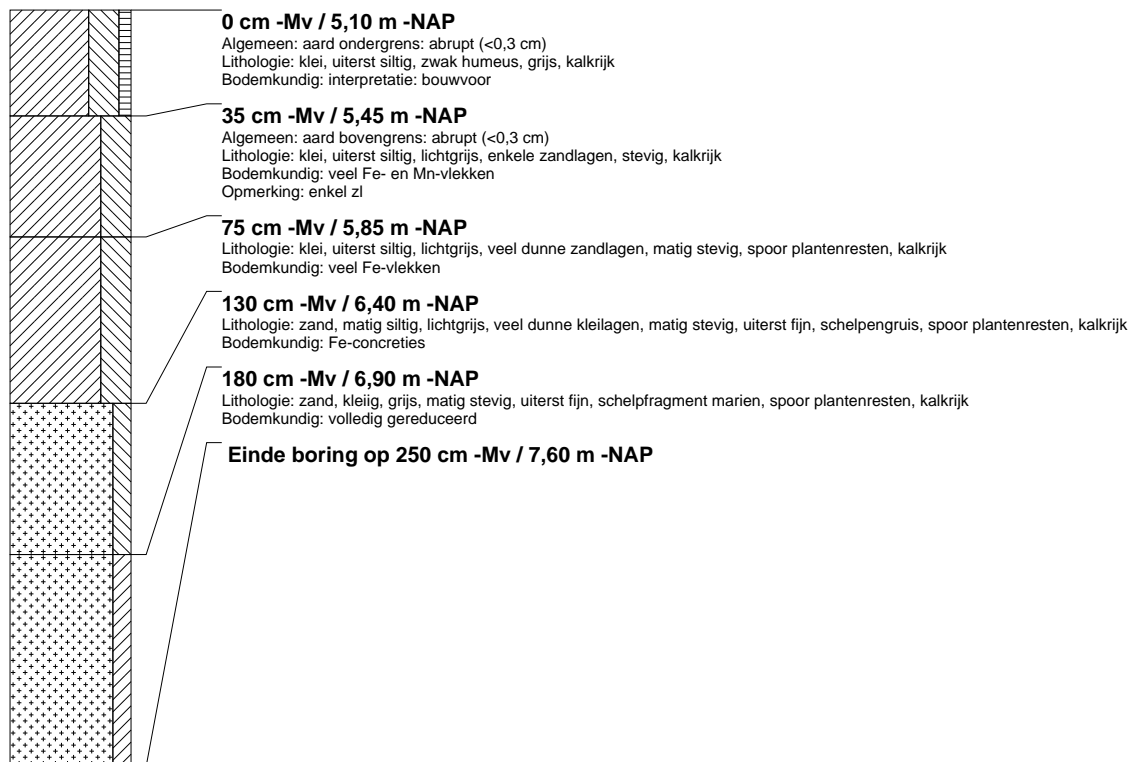 0 cm -Mv / 5,10 m -NAP
Algemeen: aard ondergrens: abrupt (<0,3 cm)
Lithologie: klei, uiterst siltig, zwak humeus, grijs, kalkrijk
Bodemkundig: interpretatie: bouwvoor
35 cm -Mv / 5,45 m -NAP
Algemeen: aard bovengrens: abrupt (<0,3 cm)
Lithologie: klei, uiterst siltig, lichtgrijs, enkele zandlagen, stevig, kalkrijk
Bodemkundig: veel Fe- en Mn-vlekken
Opmerking: enkel zl
75 cm -Mv / 5,85 m -NAP
Lithologie: klei, uiterst siltig, lichtgrijs, veel dunne zandlagen, matig stevig, spoor plantenresten, kalkrijk
Bodemkundig: veel Fe-vlekken
130 cm -Mv / 6,40 m -NAP
Lithologie: zand, matig siltig, lichtgrijs, veel dunne kleilagen, matig stevig, uiterst fijn, schelpengruis, spoor plantenresten, kalkrijk
Bodemkundig: Fe-concreties
180 cm -Mv / 6,90 m -NAP
Lithologie: zand, kleiig, grijs, matig stevig, uiterst fijn, schelpfragment marien, spoor plantenresten, kalkrijk
Bodemkundig: volledig gereduceerd
Einde boring op 250 cm -Mv / 7,60 m -NAP